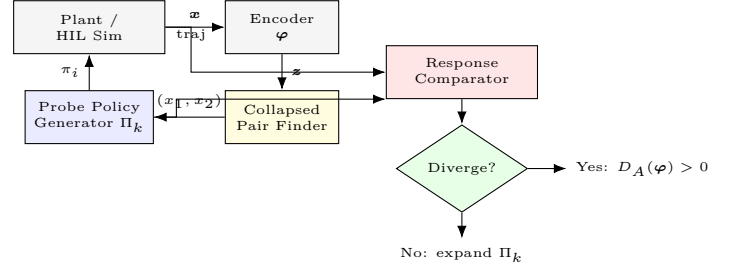 Plant /
HIL Sim
x
traj
Encoder
φ
Response
Comparator
π_i
z
Probe Policy
Generator Π_k
(x_1, x_2)
Collapsed
Pair Finder
Diverge?
Yes: D_A(φ) > 0
No: expand Π_k